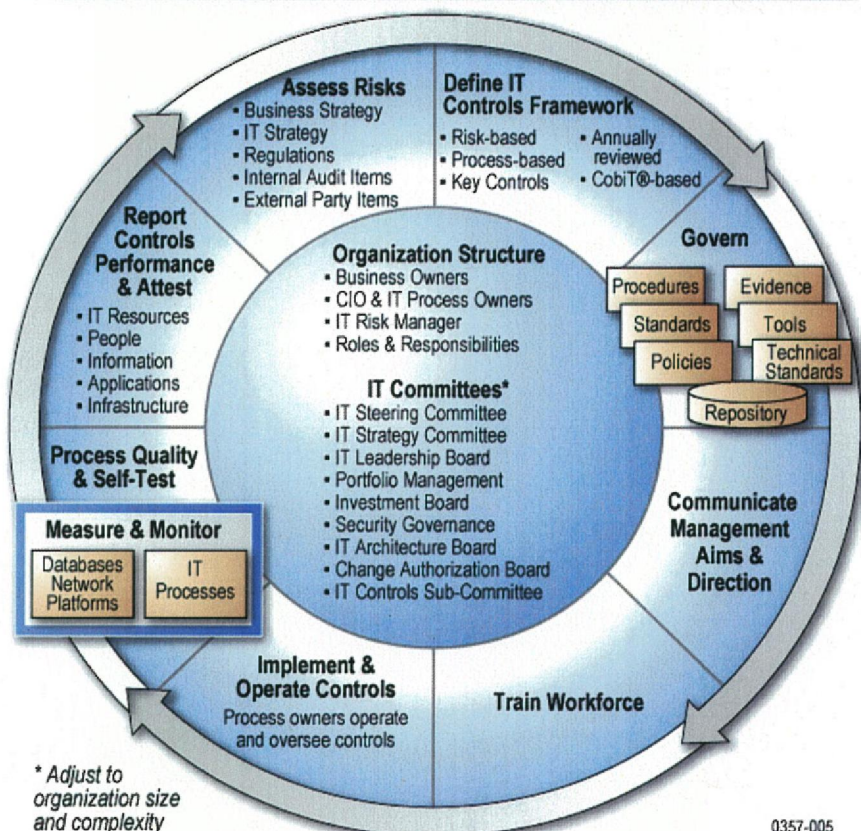 Assess Risks
▪ Business Strategy
▪ IT Strategy
▪ Regulations
▪ Internal Audit Items
▪ External Party Items
Define IT
Controls Framework
▪ Risk-based
▪ Process-based
▪ Key Controls
▪ Annually
reviewed
▪ CobiT®-based
Govern
Procedures
Standards
Policies
Evidence
Tools
Technical
Standards
Repository
Communicate
Management
Aims &
Direction
Train Workforce
Implement &
Operate Controls
Process owners operate
and oversee controls
Process Quality
& Self-Test
Measure & Monitor
Databases
Network
Platforms
IT
Processes
Report
Controls
Performance
& Attest
▪ IT Resources
▪ People
▪ Information
▪ Applications
▪ Infrastructure
Organization Structure
▪ Business Owners
▪ CIO & IT Process Owners
▪ IT Risk Manager
▪ Roles & Responsibilities
IT Committees*
▪ IT Steering Committee
▪ IT Strategy Committee
▪ IT Leadership Board
▪ Portfolio Management
▪ Investment Board
▪ Security Governance
▪ IT Architecture Board
▪ Change Authorization Board
▪ IT Controls Sub-Committee
* Adjust to
organization size
and complexity
0357-005